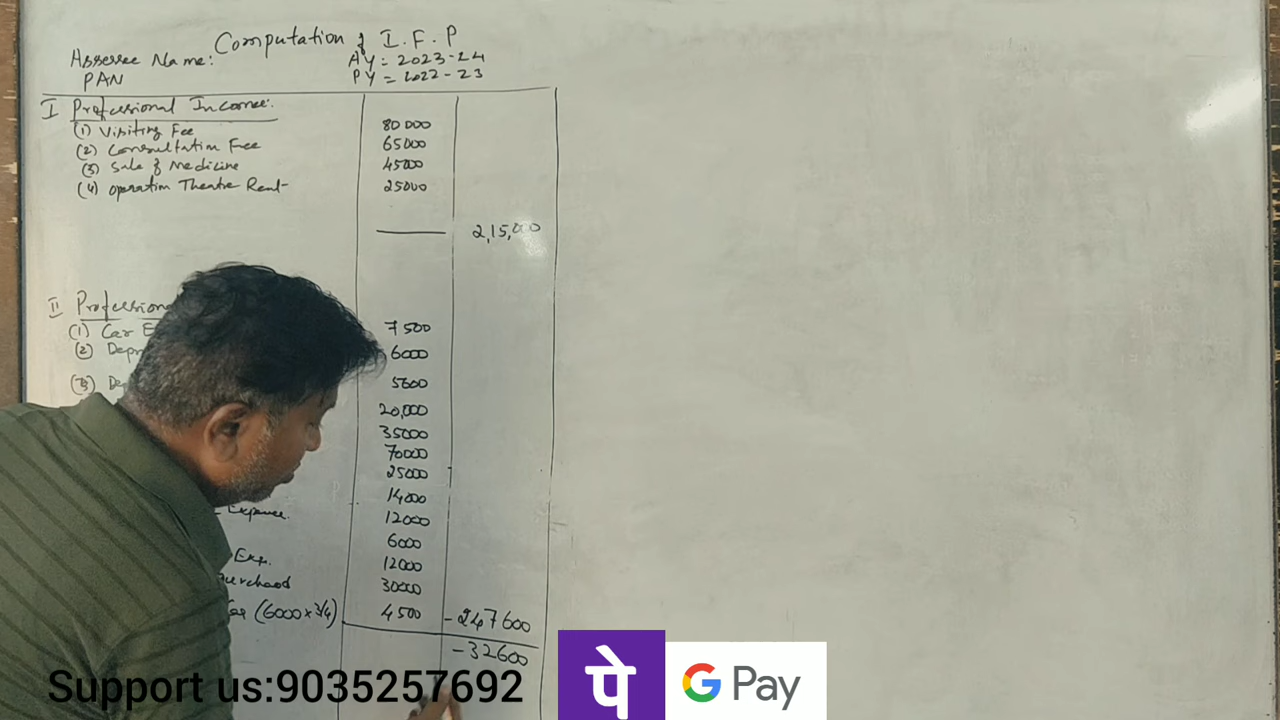 Computation of I.F.P
Assessee Name: AY = 2023-24
PAN PY = 2022-23
I Professional Income:
(1) Visiting Fee 80000
(2) Consultation Fee 65000
(3) Sale of Medicine 45000
(4) Operation Theatre Rent 25000
2,15,000
II Profession
(1) Car E 7500
(2) Depr 6000
(3) De 5600
20,000
35000
70000
25000
14000
Expence 12000
6000
Exp. 12000
30000
Car (6000 x 3/4) 4500 -247600
-32600
Support us:9035257692
पे
G Pay